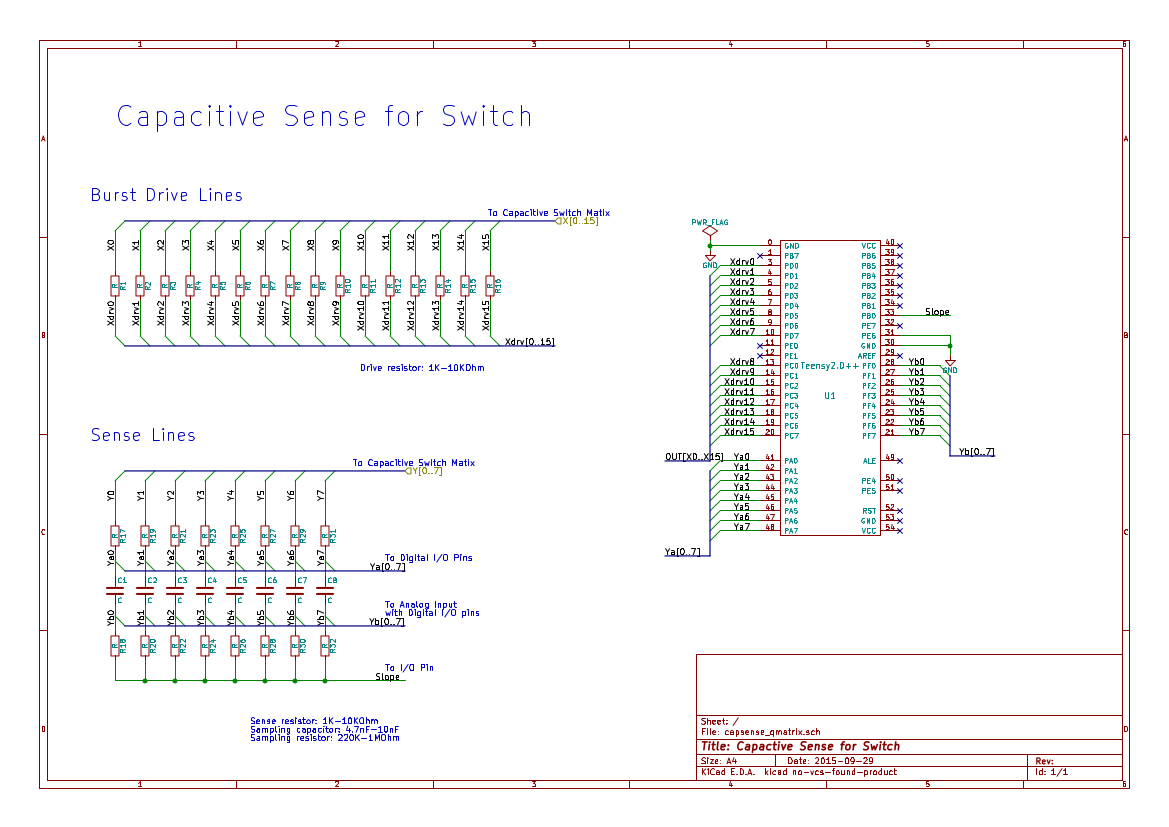 1 2 3 4 5 6
A A
B B
C C
D D
Capacitive Sense for Switch
Burst Drive Lines
To Capacitive Switch Matix
X[0..15]
X0 X1 X2 X3 X4 X5 X6 X7 X8 X9 X10 X11 X12 X13 X14 X15
R R R R R R R R R R R R R R R R
R1 R2 R3 R4 R5 R6 R7 R8 R9 R10 R11 R12 R13 R14 R15 R16
Xdrv0 Xdrv1 Xdrv2 Xdrv3 Xdrv4 Xdrv5 Xdrv6 Xdrv7 Xdrv8 Xdrv9 Xdrv10 Xdrv11 Xdrv12 Xdrv13 Xdrv14 Xdrv15
Xdrv[0..15]
Drive resistor: 1K-10KOhm
Sense Lines
To Capacitive Switch Matix
Y[0..7]
Y0 Y1 Y2 Y3 Y4 Y5 Y6 Y7
R R R R R R R R
R17 R19 R21 R23 R25 R27 R29 R31
To Digital I/O Pins
Ya0 Ya1 Ya2 Ya3 Ya4 Ya5 Ya6 Ya7
Ya[0..7]
C1 C2 C3 C4 C5 C6 C7 C8
C C C C C C C C
To Analog Input
with Digital I/O pins
Yb0 Yb1 Yb2 Yb3 Yb4 Yb5 Yb6 Yb7
Yb[0..7]
R R R R R R R R
R18 R20 R22 R24 R26 R28 R30 R32
To I/O Pin
Slope
Sense resistor: 1K-10KOhm
Sampling capacitor: 4.7nF-10nF
Sampling resistor: 220K-1MOhm
PWR_FLAG
GND
0 GND VCC 40
1 PB7 PB6 39
Xdrv0 3 PD0 PB5 38
Xdrv1 4 PD1 PB4 37
Xdrv2 5 PD2 PB3 36
Xdrv3 6 PD3 PB2 35
Xdrv4 7 PD4 PB1 34
Xdrv5 8 PD5 PB0 33 Slope
Xdrv6 9 PD6 PE7 32
Xdrv7 10 PD7 PE6 31
11 PE0 GND 30
12 PE1 AREF 29
GND
Xdrv8 13 PC0 Teensy2.0++ PF0 28 Yb0
Xdrv9 14 PC1 PF1 27 Yb1
Xdrv10 15 PC2 PF2 26 Yb2
Xdrv11 16 PC3 U1 PF3 25 Yb3
Xdrv12 17 PC4 PF4 24 Yb4
Xdrv13 18 PC5 PF5 23 Yb5
Xdrv14 19 PC6 PF6 22 Yb6
Xdrv15 20 PC7 PF7 21 Yb7
Yb[0..7]
OUT[X0..X15]
Ya0 41 PA0 ALE 49
Ya1 42 PA1
Ya2 43 PA2 PE4 50
Ya3 44 PA3 PE5 51
Ya4 45 PA4
Ya5 46 PA5 RST 52
Ya6 47 PA6 GND 53
Ya7 48 PA7 VCC 54
Ya[0..7]
Sheet: /
File: capsense_qmatrix.sch
Title: Capactive Sense for Switch
Size: A4 Date: 2015-09-29 Rev:
KiCad E.D.A. kicad no-vcs-found-product Id: 1/1
1 2 3 4 5 6